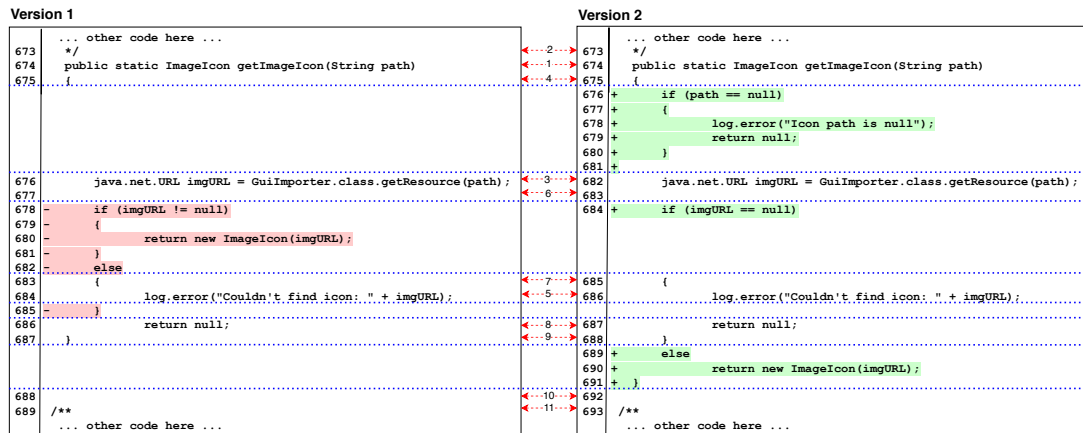 Version 1
... other code here ...
673 */
674 public static ImageIcon getImageIcon(String path)
675 {
676 java.net.URL imgURL = GuiImporter.class.getResource(path);
677
678 - if (imgURL != null)
679 - {
680 - return new ImageIcon(imgURL);
681 - }
682 - else
683 {
684 log.error("Couldn't find icon: " + imgURL);
685 - }
686 return null;
687 }
688
689 /**
... other code here ...
2
1
4
3
6
7
5
8
9
10
11
Version 2
... other code here ...
673 */
674 public static ImageIcon getImageIcon(String path)
675 {
676 + if (path == null)
677 + {
678 + log.error("Icon path is null");
679 + return null;
680 + }
681 +
682 java.net.URL imgURL = GuiImporter.class.getResource(path);
683
684 + if (imgURL == null)
685 {
686 log.error("Couldn't find icon: " + imgURL);
687 return null;
688 }
689 + else
690 return new ImageIcon(imgURL);
691 + }
692
693 /**
... other code here ...